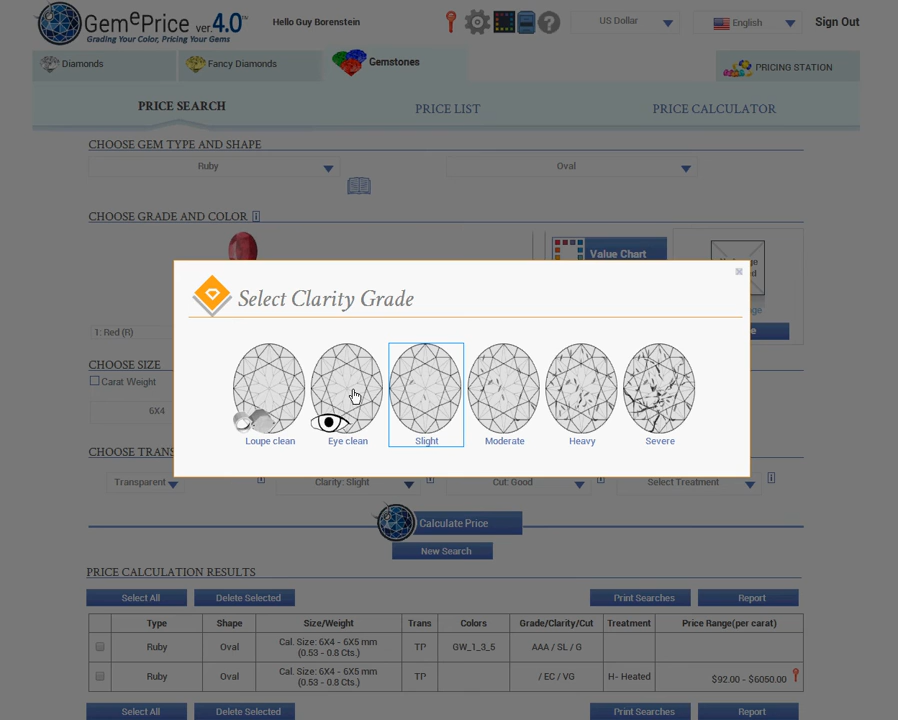 GemePrice ver.4.0™
Grading Your Color, Pricing Your Gems
Hello Guy Borenstein
US Dollar
English
Sign Out
Diamonds
Fancy Diamonds
Gemstones
PRICING STATION
PRICE SEARCH
PRICE LIST
PRICE CALCULATOR
CHOOSE GEM TYPE AND SHAPE
Ruby
Oval
CHOOSE GRADE AND COLOR
Value Chart
Select Clarity Grade
1: Red (R)
CHOOSE SIZE
Carat Weight
6X4
Loupe clean
Eye clean
Slight
Moderate
Heavy
Severe
CHOOSE TRANS
Transparent
Clarity: Slight
Cut: Good
Select Treatment
Calculate Price
New Search
PRICE CALCULATION RESULTS
Select All
Delete Selected
Print Searches
Report
Type Shape Size/Weight Trans Colors Grade/Clarity/Cut Treatment Price Range(per carat)
Ruby Oval Cal. Size: 6X4 - 6X5 mm (0.53 - 0.8 Cts.) TP GW_1_3_5 AAA / SL / G
Ruby Oval Cal. Size: 6X4 - 6X5 mm (0.53 - 0.8 Cts.) TP / EC / VG H- Heated $92.00 - $6050.00
Select All
Delete Selected
Print Searches
Report